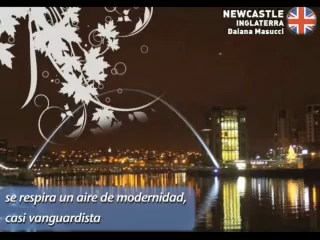 NEWCASTLE
INGLATERRA
Daiana Masucci
se respira un aire de modernidad,
casi vanguardista